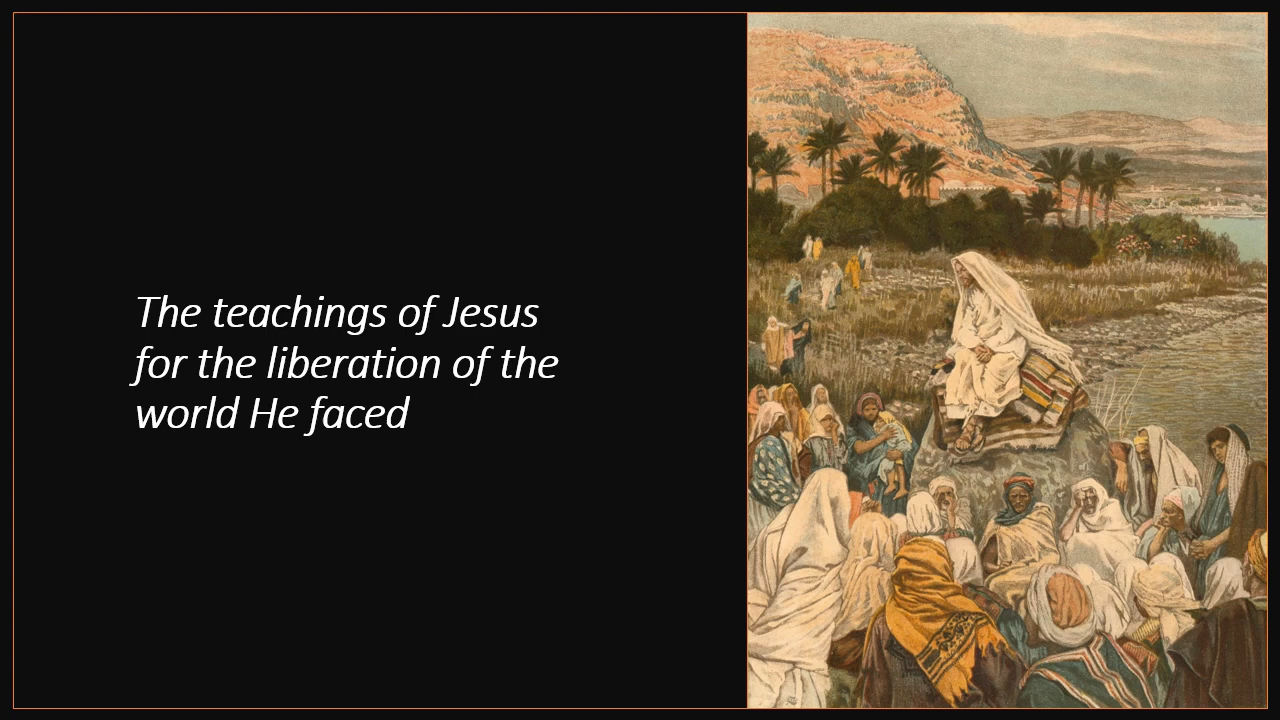 The teachings of Jesus
for the liberation of the
world He faced